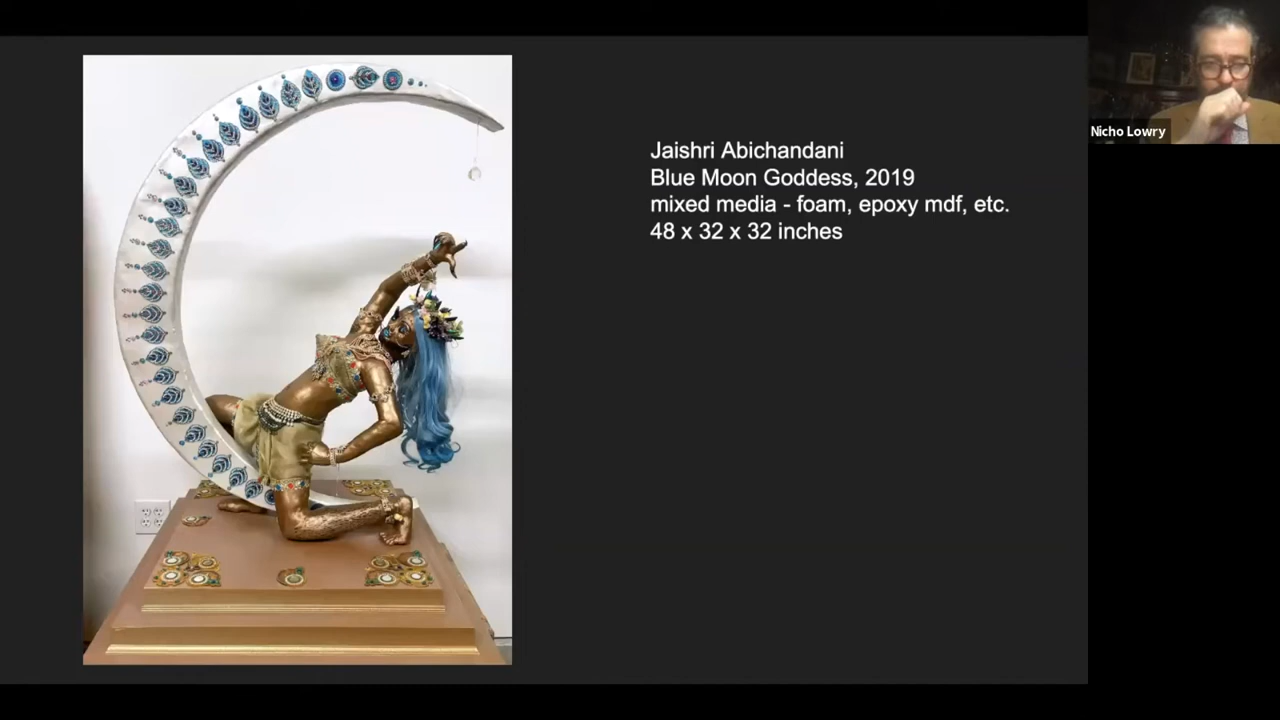 Jaishri Abichandani
Blue Moon Goddess, 2019
mixed media - foam, epoxy mdf, etc.
48 x 32 x 32 inches
Nicho Lowry